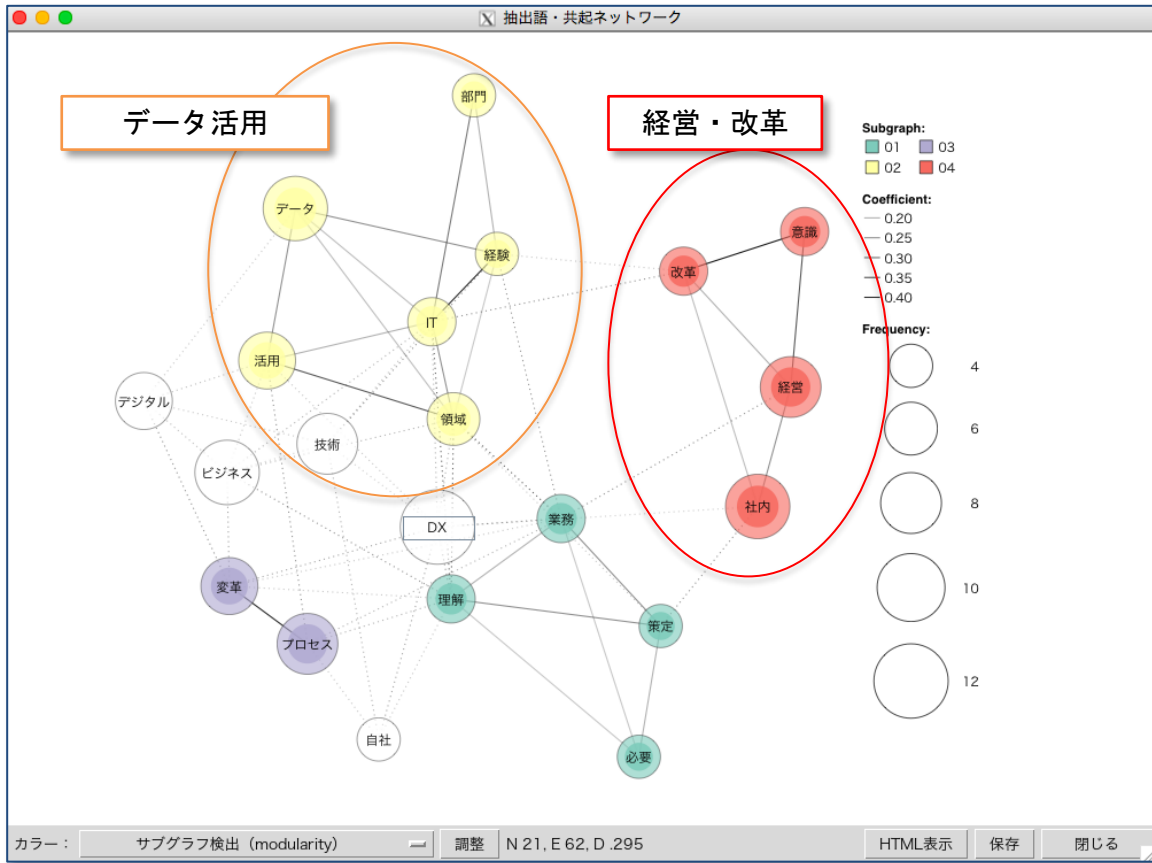 抽出語・共起ネットワーク
データ活用
経営・改革
部門
データ
経験
IT
活用
領域
デジタル
技術
ビジネス
DX
業務
変革
理解
プロセス
策定
自社
必要
意識
改革
経営
社内
Subgraph:
01 03
02 04
Coefficient:
0.20
0.25
0.30
0.35
0.40
Frequency:
4
6
8
10
12
カラー： サブグラフ検出（modularity） 調整 N 21, E 62, D .295 HTML表示 保存 閉じる